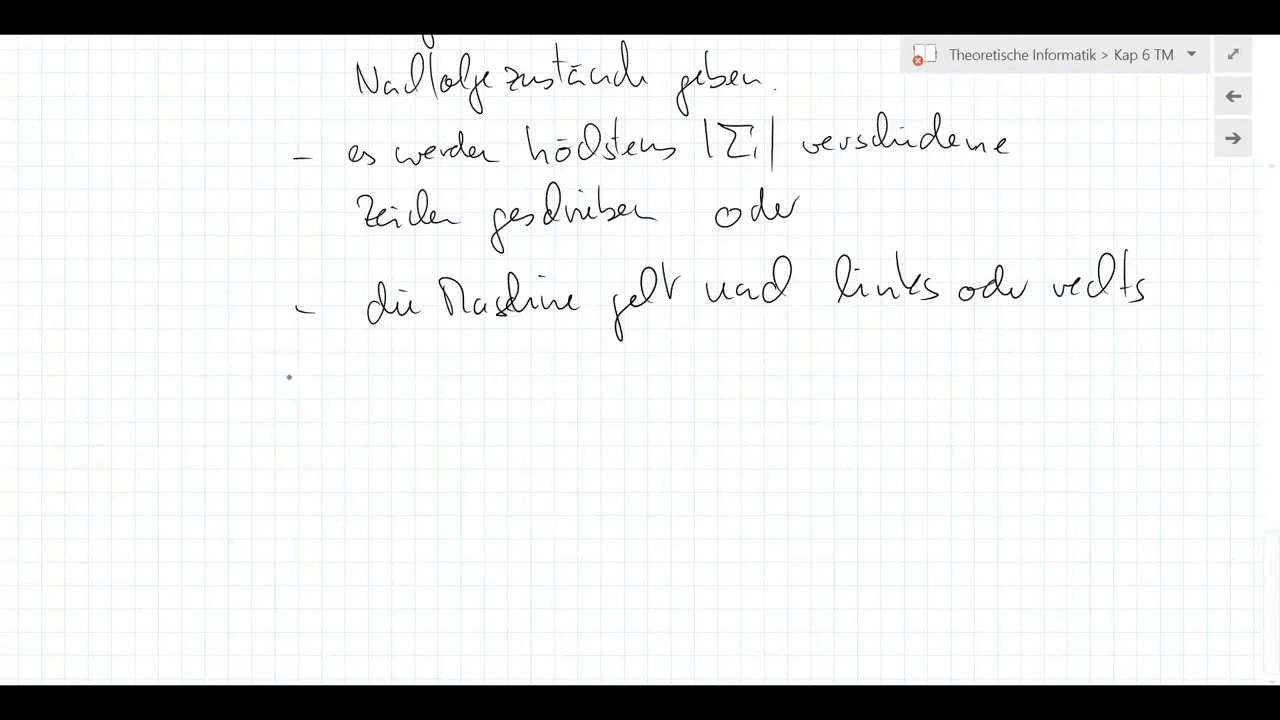 Theoretische Informatik > Kap 6 TM
Nachfolgezustände geben.
- es werden höchstens |Σ₁| verschiedene
Zeichen geschrieben oder
- die Maschine geht nach links oder rechts